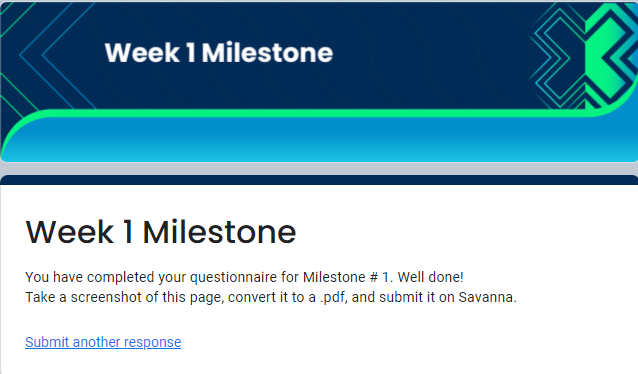 Week 1 Milestone
Week 1 Milestone
You have completed your questionnaire for Milestone # 1. Well done!
Take a screenshot of this page, convert it to a .pdf, and submit it on Savanna.
Submit another response